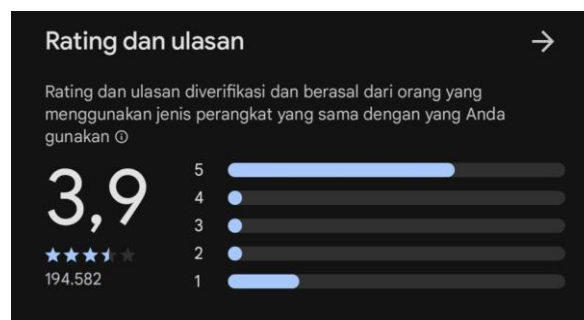 Rating dan ulasan
Rating dan ulasan diverifikasi dan berasal dari orang yang
menggunakan jenis perangkat yang sama dengan yang Anda
gunakan
3,9
194.582
5
4
3
2
1